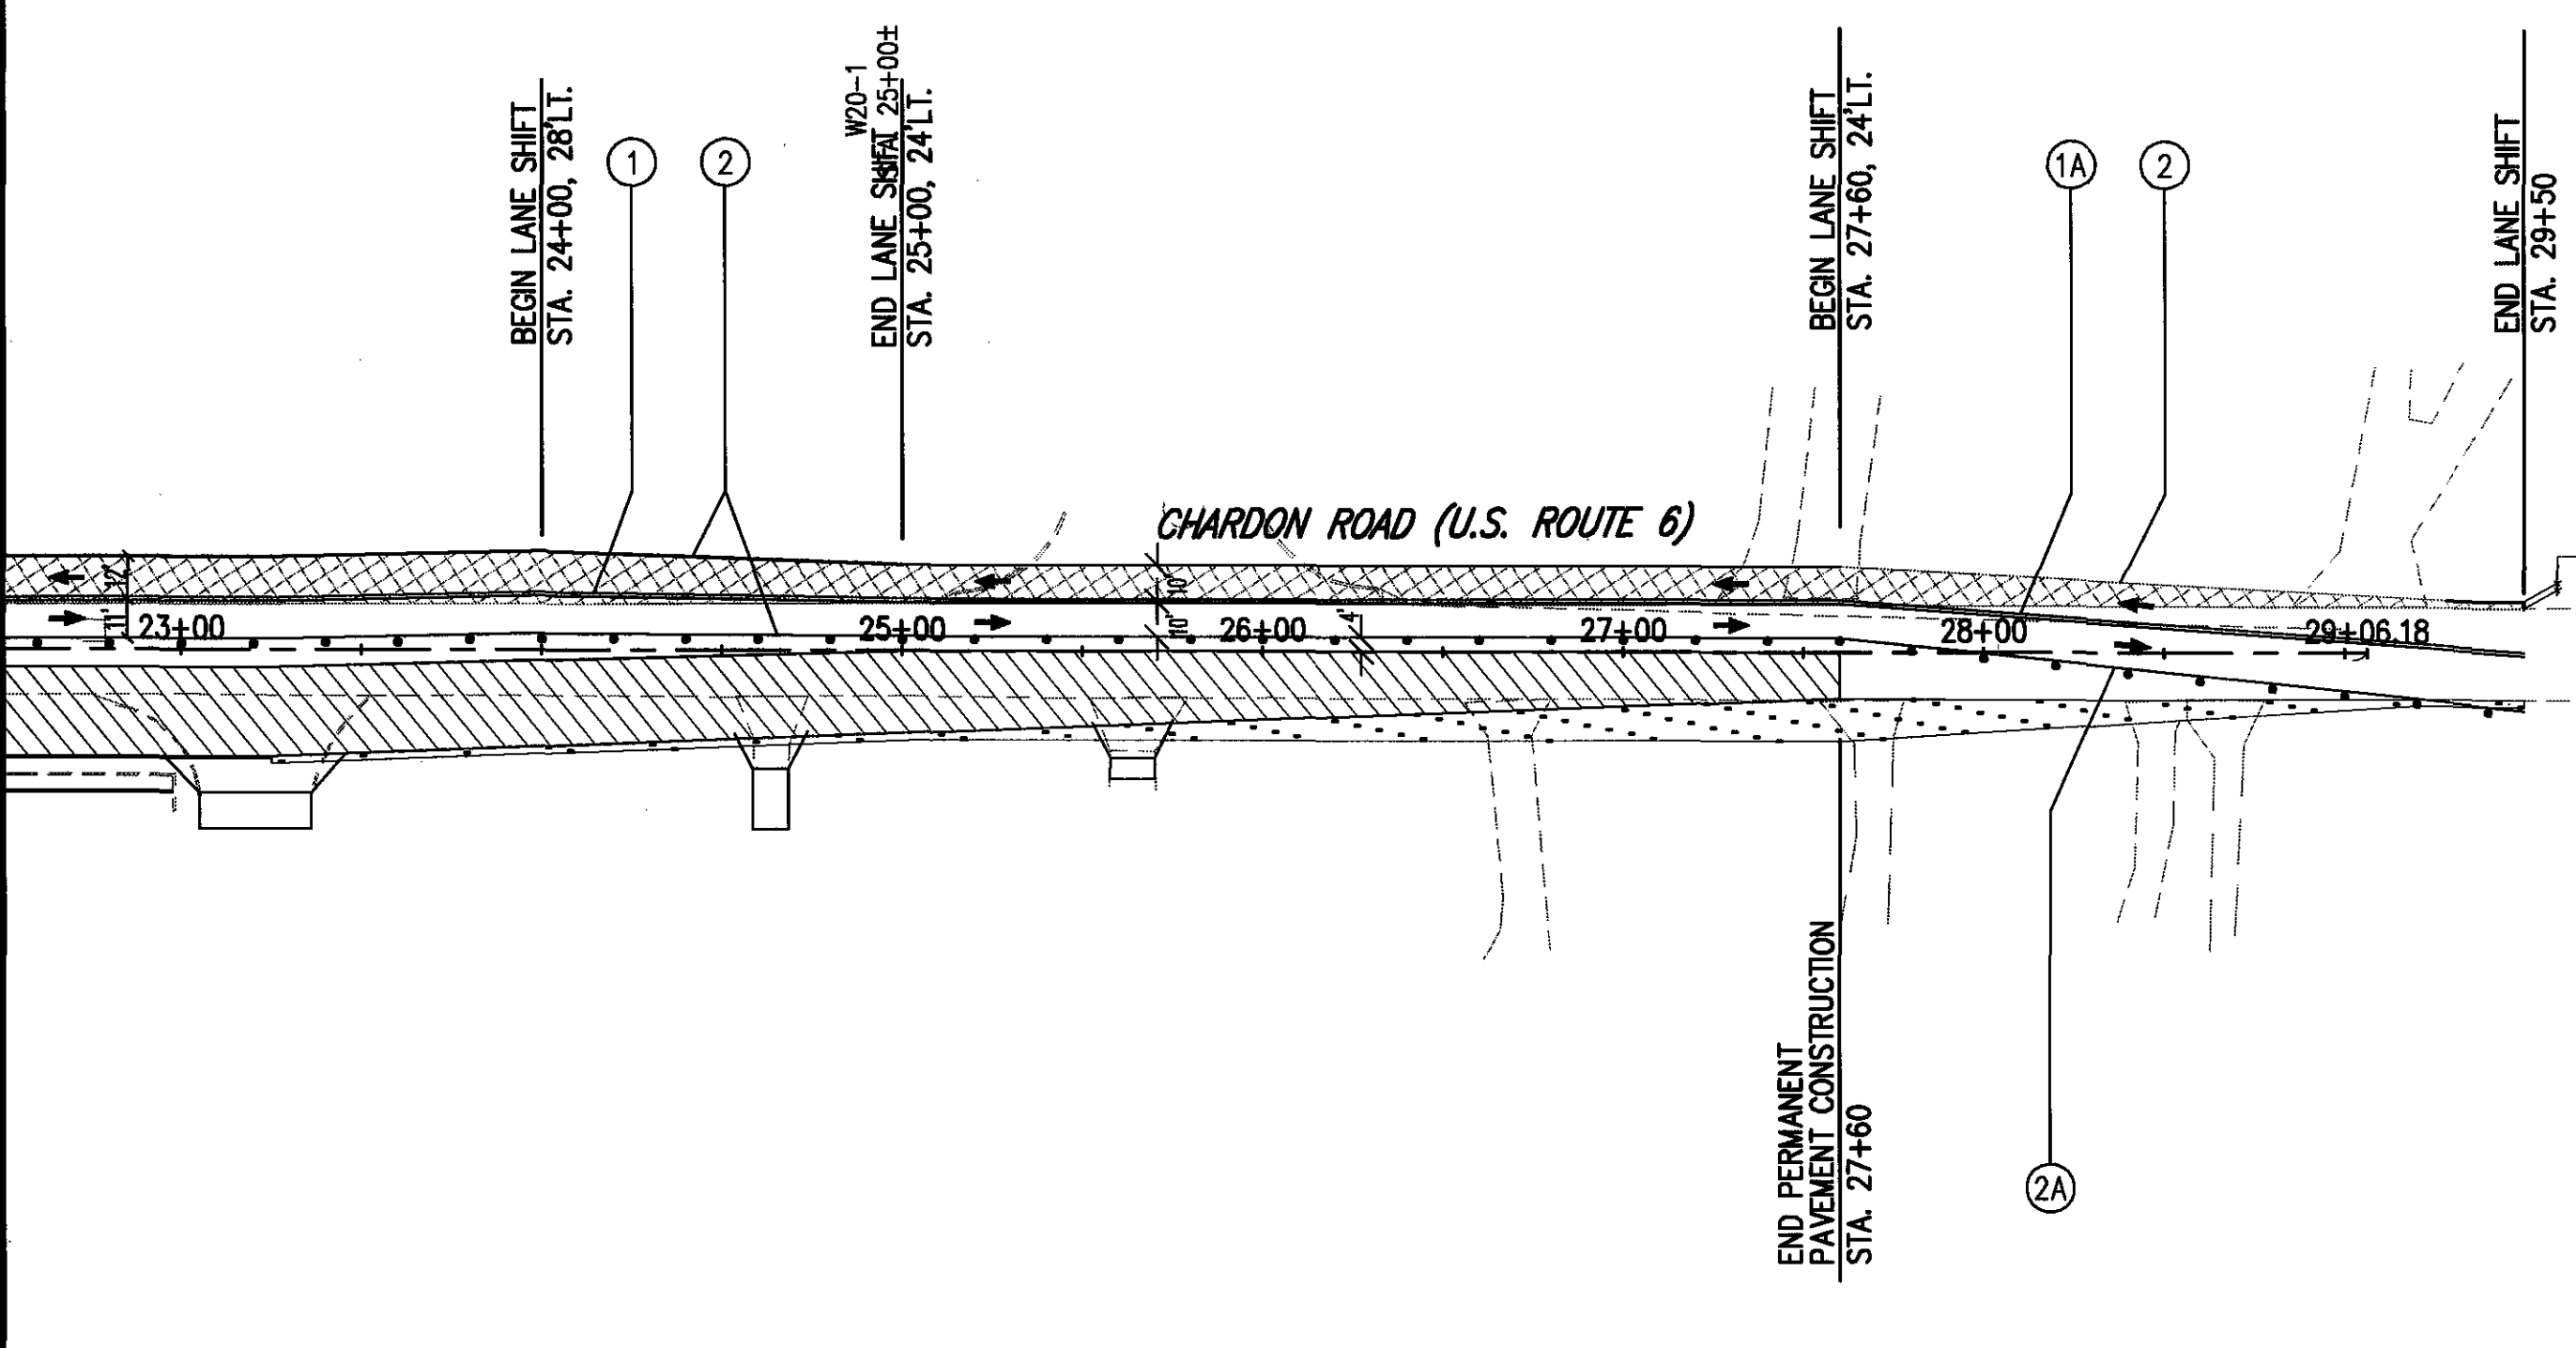 BEGIN LANE SHIFT
STA. 24+00, 28'LT.
1
2
W20-1
STA 25+00±
END LANE SHIFT
STA. 25+00, 24'LT.
BEGIN LANE SHIFT
STA. 27+60, 24'LT.
1A
2
END LANE SHIFT
STA. 29+50
CHARDON ROAD (U.S. ROUTE 6)
12'
11'
10'
10'
4'
23+00
25+00
26+00
27+00
28+00
29+06.18
END PERMANENT
PAVEMENT CONSTRUCTION
STA. 27+60
2A